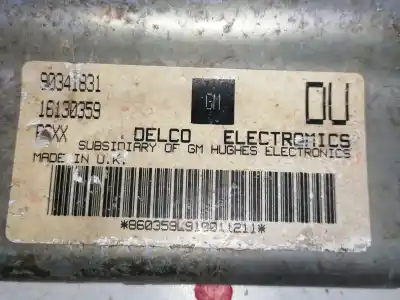 90341831
GM
DU
16130359
DELCO ELECTRONICS
SUBSIDIARY OF GM HUGHES ELECTRONICS
MADE IN U.K.